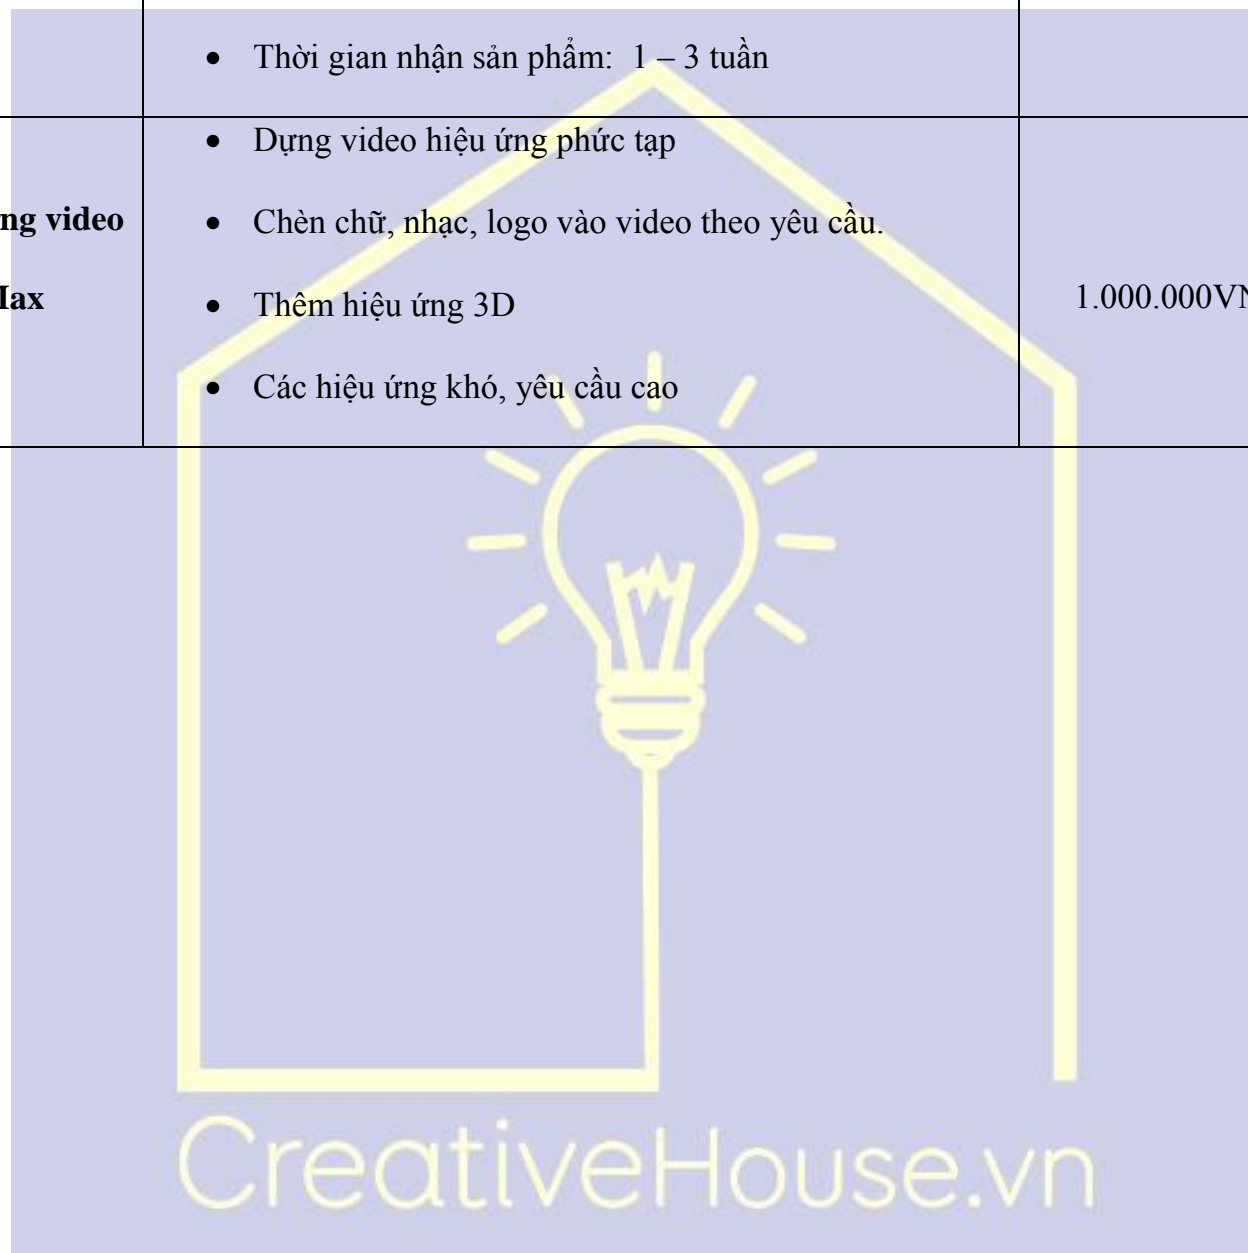 • Thời gian nhận sản phẩm: 1 – 3 tuần
• Dựng video hiệu ứng phức tạp
ng video
• Chèn chữ, nhạc, logo vào video theo yêu cầu.
ax
• Thêm hiệu ứng 3D
1.000.000VN
• Các hiệu ứng khó, yêu cầu cao
CreativeHouse.vn